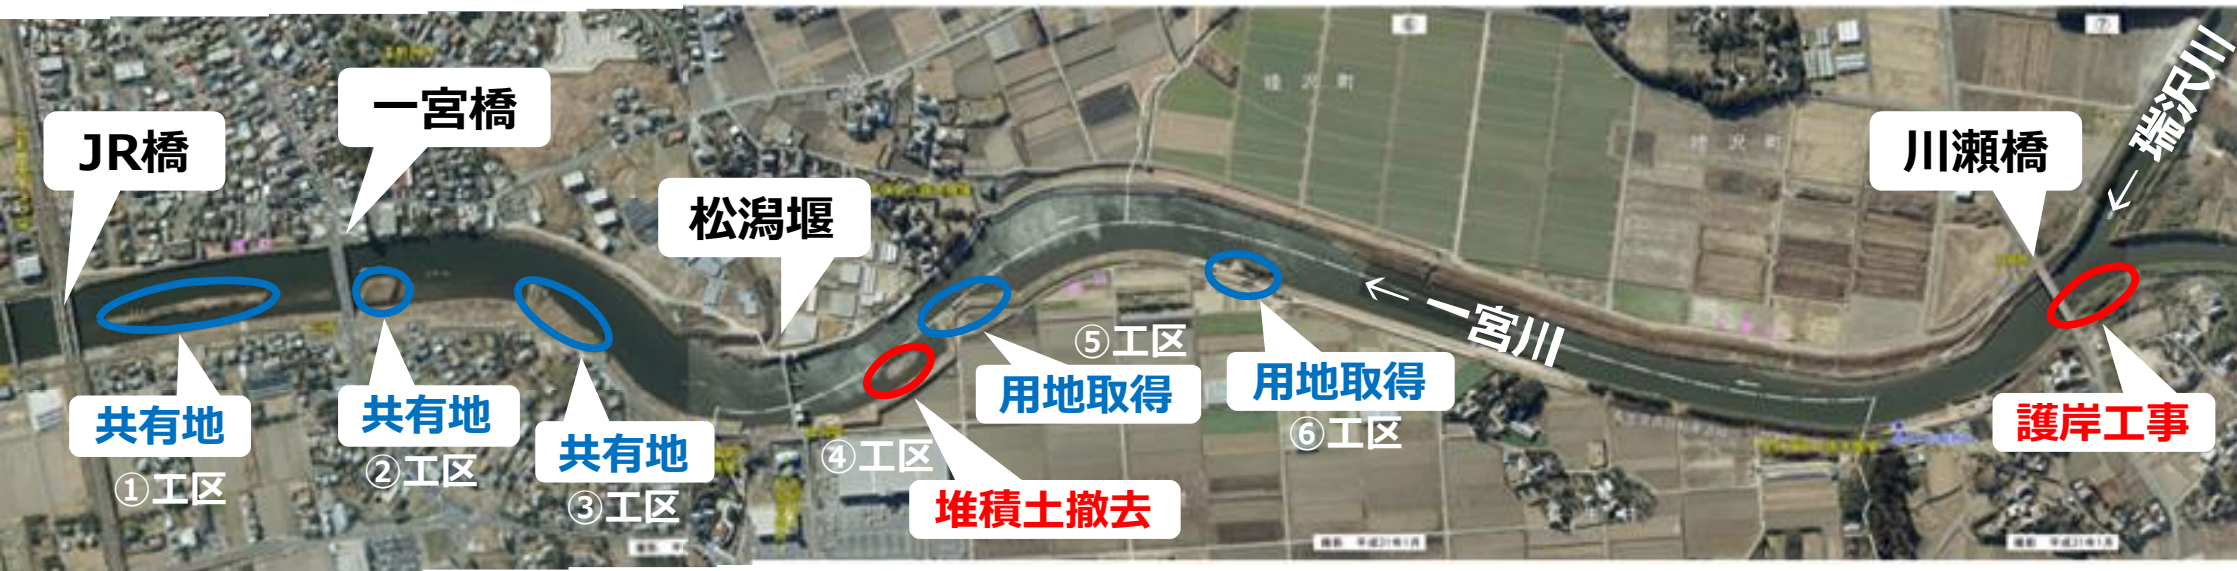 ⑥
⑦
瑞沢川
←
一宮橋
JR橋
川瀬橋
松潟堰
←一宮川
⑤工区
用地取得
用地取得
⑥工区
共有地
①工区
共有地
②工区
共有地
③工区
④工区
堆積土撤去
護岸工事